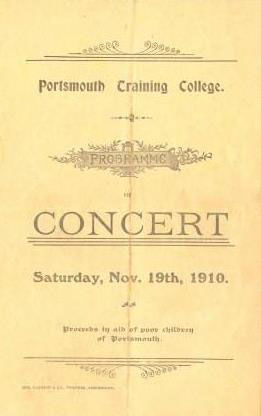 Portsmouth Training College.
PROGRAMME
OF
CONCERT
Saturday, Nov. 19th, 1910.
Proceeds in aid of poor children
of Portsmouth.